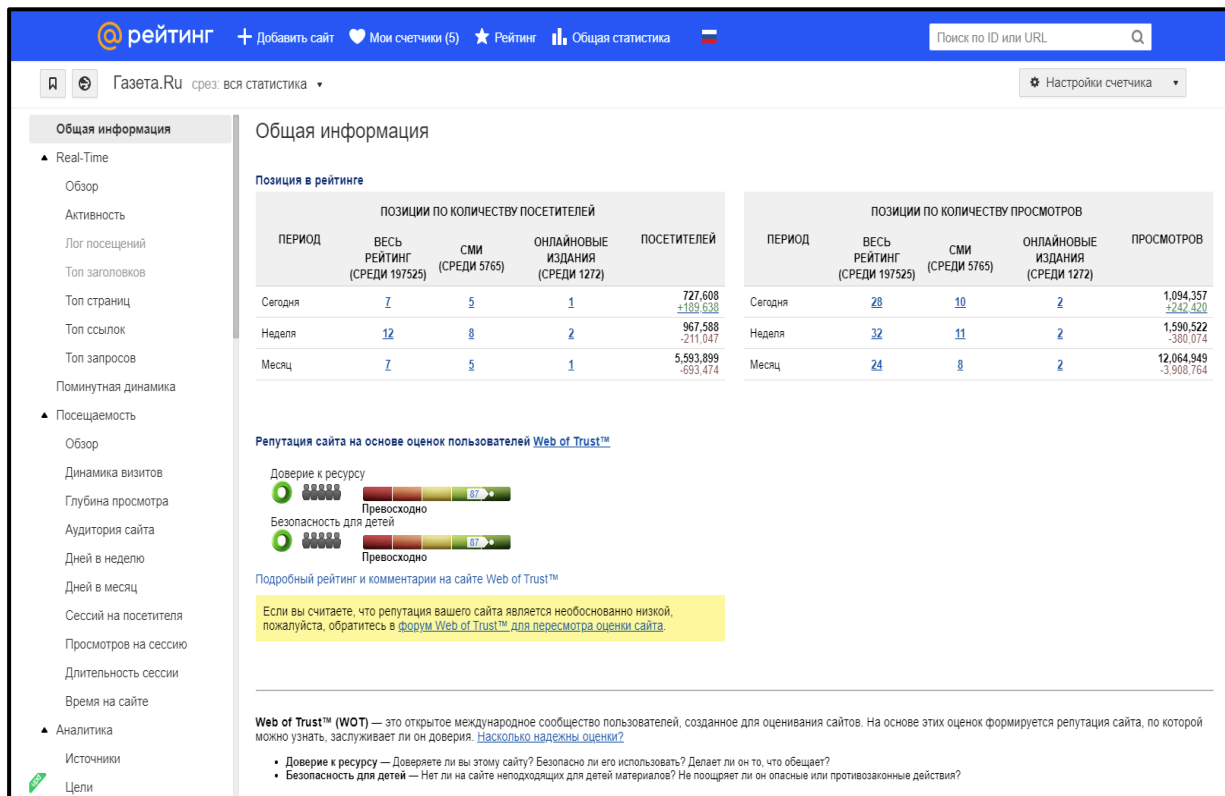 @ рейтинг + Добавить сайт Мои счетчики (5) Рейтинг Общая статистика Поиск по ID или URL
Газета.Ru срез: вся статистика Настройки счетчика
Общая информация
Real-Time
Обзор
Активность
Лог посещений
Топ заголовков
Топ страниц
Топ ссылок
Топ запросов
Поминутная динамика
Посещаемость
Обзор
Динамика визитов
Глубина просмотра
Аудитория сайта
Дней в неделю
Дней в месяц
Сессий на посетителя
Просмотров на сессию
Длительность сессии
Время на сайте
Аналитика
Источники
Цели
Общая информация
Позиция в рейтинге
ПОЗИЦИИ ПО КОЛИЧЕСТВУ ПОСЕТИТЕЛЕЙ
ПЕРИОД ВЕСЬ РЕЙТИНГ (СРЕДИ 197525) СМИ (СРЕДИ 5765) ОНЛАЙНОВЫЕ ИЗДАНИЯ (СРЕДИ 1272) ПОСЕТИТЕЛЕЙ
Сегодня 7 5 1 727,608 +189,638
Неделя 12 8 2 967,588 -211,047
Месяц 7 5 1 5,593,899 -693,474
ПОЗИЦИИ ПО КОЛИЧЕСТВУ ПРОСМОТРОВ
ПЕРИОД ВЕСЬ РЕЙТИНГ (СРЕДИ 197525) СМИ (СРЕДИ 5765) ОНЛАЙНОВЫЕ ИЗДАНИЯ (СРЕДИ 1272) ПРОСМОТРОВ
Сегодня 28 10 2 1,094,357 +242,420
Неделя 32 11 2 1,590,522 -380,074
Месяц 24 8 2 12,064,949 -3,908,764
Репутация сайта на основе оценок пользователей Web of Trust™
Доверие к ресурсу
87
Превосходно
Безопасность для детей
87
Превосходно
Подробный рейтинг и комментарии на сайте Web of Trust™
Если вы считаете, что репутация вашего сайта является необоснованно низкой,
пожалуйста, обратитесь в форум Web of Trust™ для пересмотра оценки сайта.
Web of Trust™ (WOT) — это открытое международное сообщество пользователей, созданное для оценивания сайтов. На основе этих оценок формируется репутация сайта, по которой
можно узнать, заслуживает ли он доверия. Насколько надежны оценки?
• Доверие к ресурсу — Доверяете ли вы этому сайту? Безопасно ли его использовать? Делает ли он то, что обещает?
• Безопасность для детей — Нет ли на сайте неподходящих для детей материалов? Не поощряет ли он опасные или противозаконные действия?